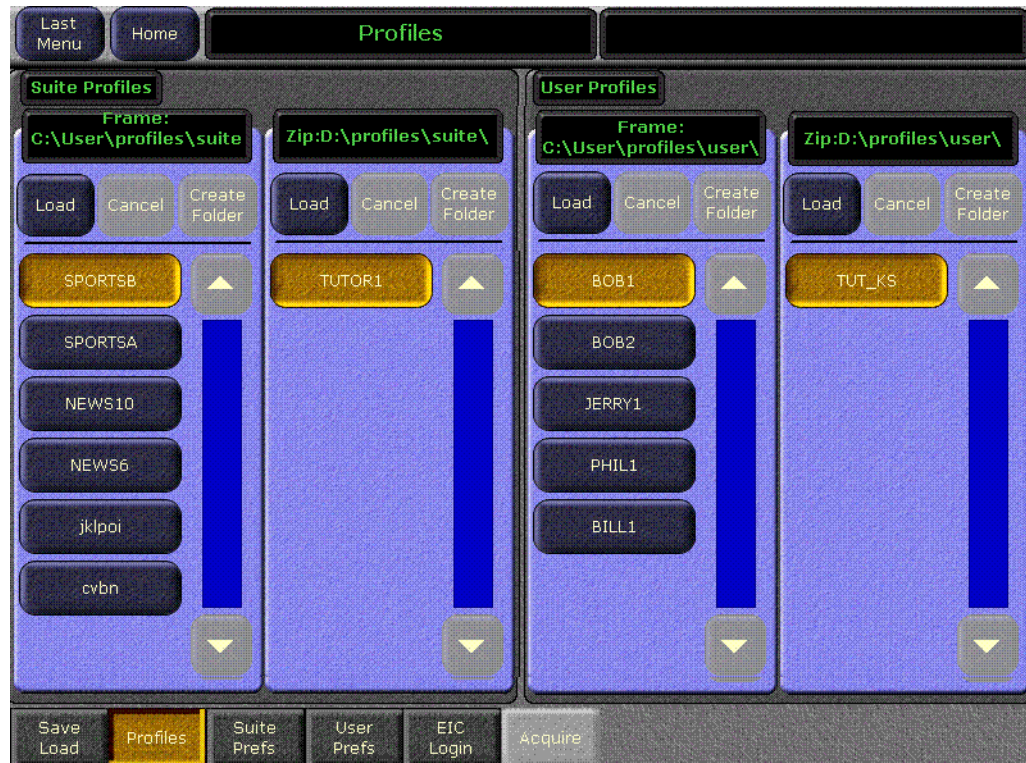 Last
Menu
Home
Profiles
Suite Profiles
Frame:
C:\User\profiles\suite
Load
Cancel
Create
Folder
SPORTSB
SPORTSA
NEWS10
NEWS6
jklpoi
cvbn
Zip:D:\profiles\suite\
Load
Cancel
Create
Folder
TUTOR1
User Profiles
Frame:
C:\User\profiles\user\
Load
Cancel
Create
Folder
BOB1
BOB2
JERRY1
PHIL1
BILL1
Zip:D:\profiles\user\
Load
Cancel
Create
Folder
TUT_KS
Save
Load
Profiles
Suite
Prefs
User
Prefs
EIC
Login
Acquire